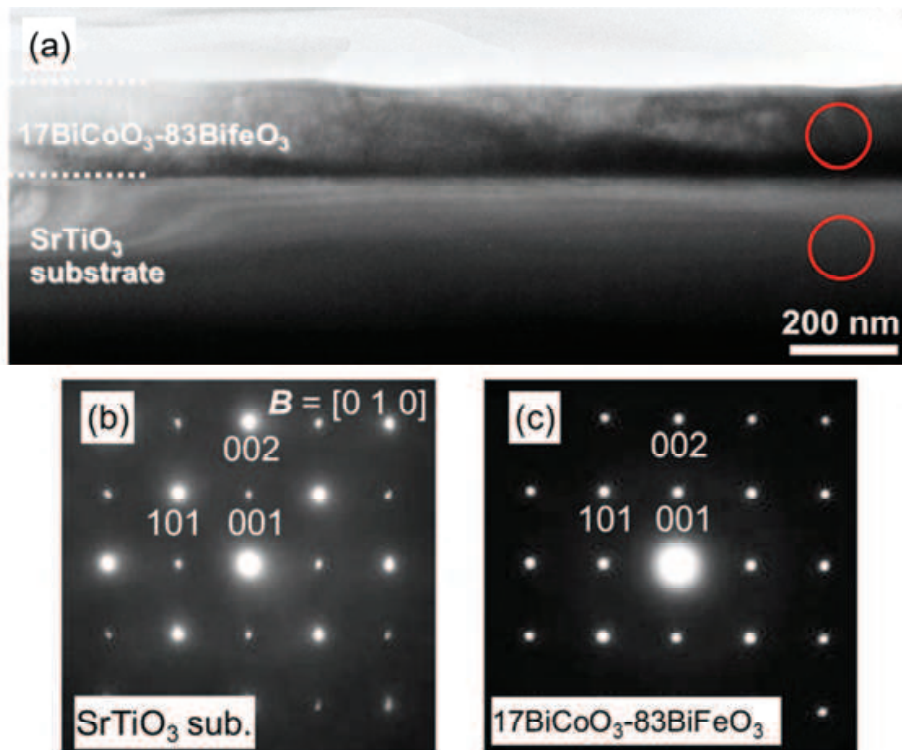 (a)
17BiCoO₃-83BifeO₃
SrTiO₃
substrate
200 nm
(b)
B = [0 1 0]
002
101 001
SrTiO₃ sub.
(c)
002
101 001
17BiCoO₃-83BiFeO₃